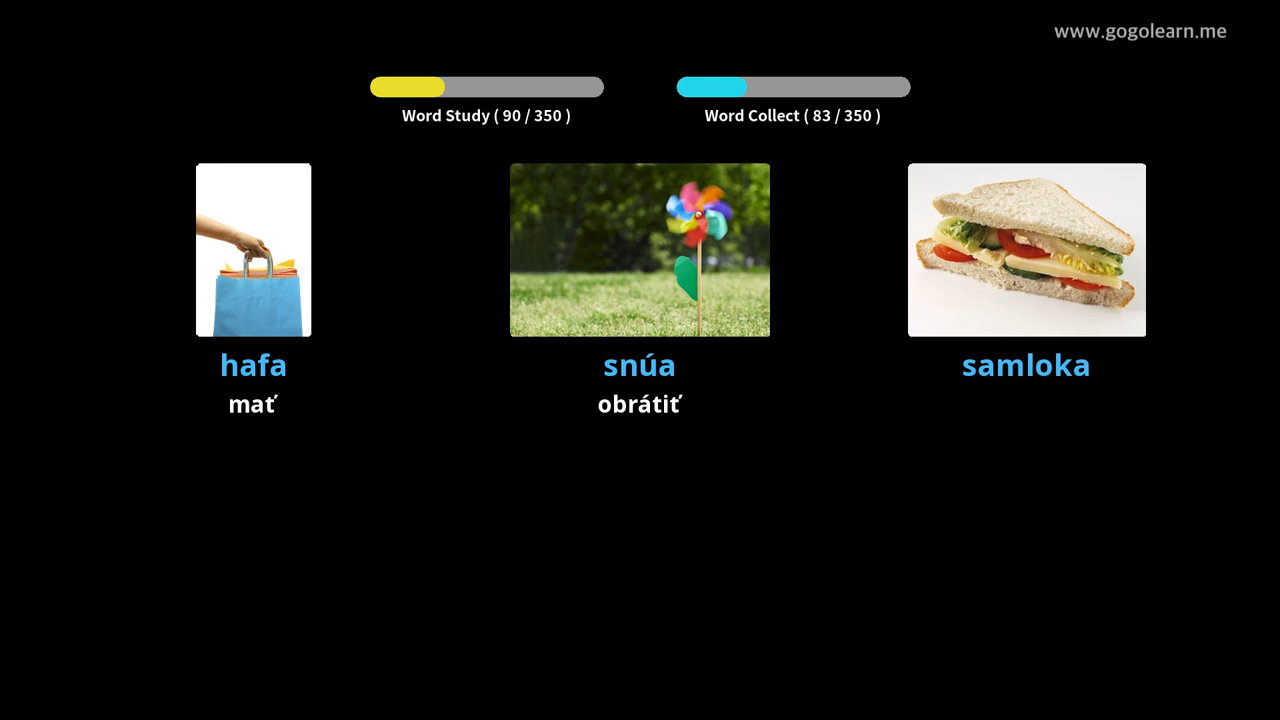 www.gogolearn.me
Word Study ( 90 / 350 )
Word Collect ( 83 / 350 )
hafa
mať
snúa
obrátiť
samloka